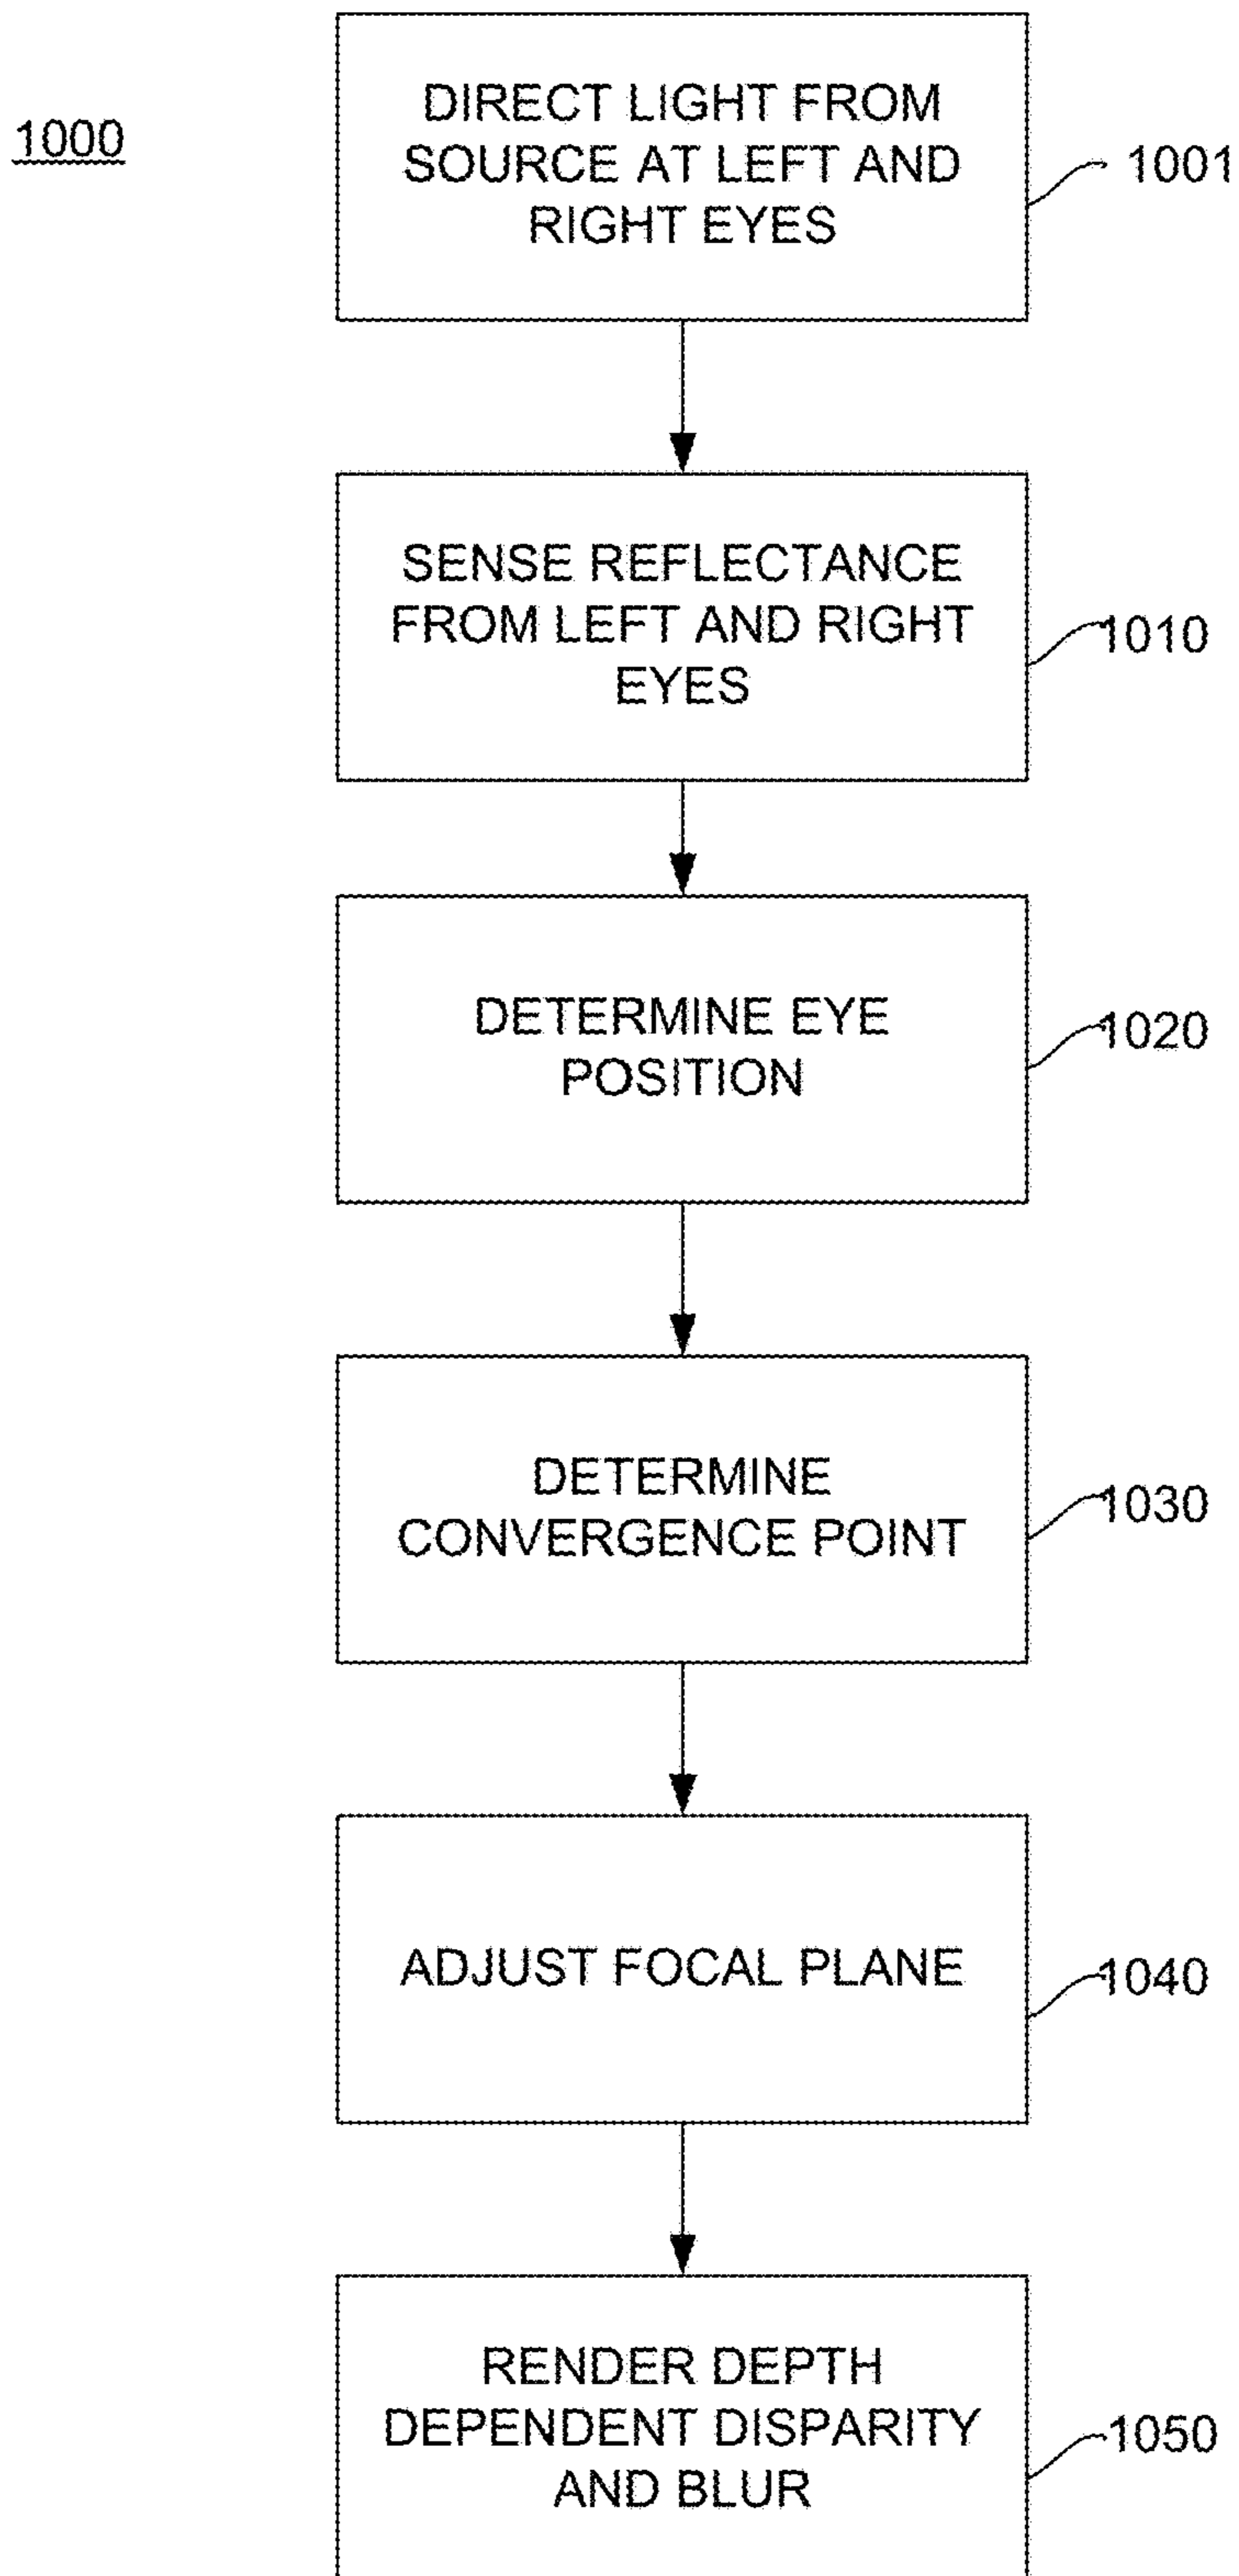 1000
DIRECT LIGHT FROM
SOURCE AT LEFT AND
RIGHT EYES
1001
SENSE REFLECTANCE
FROM LEFT AND RIGHT
EYES
1010
DETERMINE EYE
POSITION
1020
DETERMINE
CONVERGENCE POINT
1030
ADJUST FOCAL PLANE
1040
RENDER DEPTH
DEPENDENT DISPARITY
AND BLUR
1050